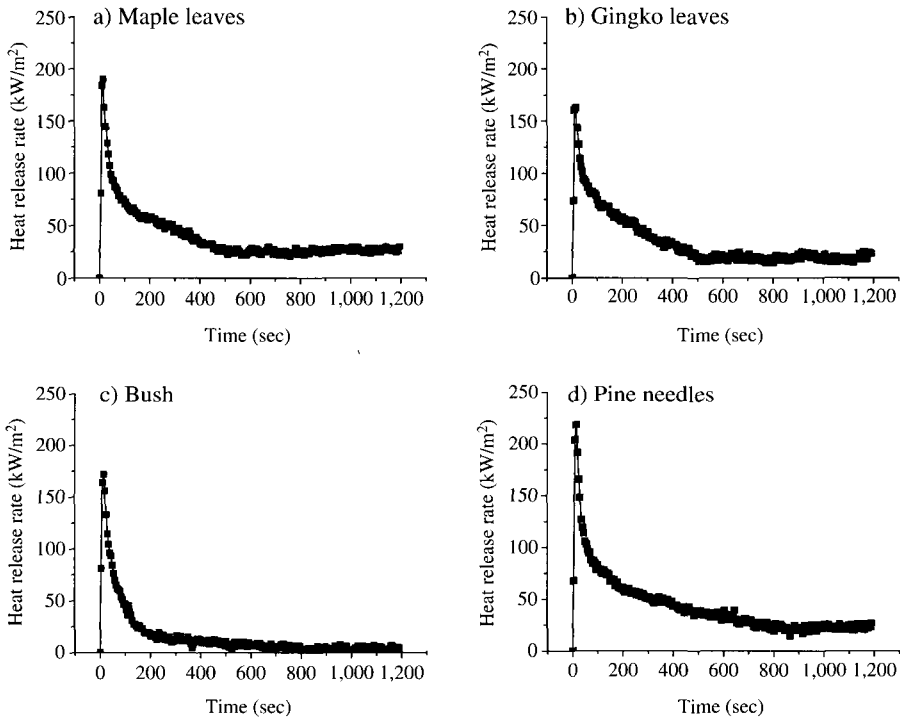 a) Maple leaves
Heat release rate (kW/m²)
250
200
150
100
50
0
0 200 400 600 800 1,000 1,200
Time (sec)
b) Gingko leaves
Heat release rate (kW/m²)
250
200
150
100
50
0
0 200 400 600 800 1,000 1,200
Time (sec)
c) Bush
Heat release rate (kW/m²)
250
200
150
100
50
0
0 200 400 600 800 1,000 1,200
Time (sec)
d) Pine needles
Heat release rate (kW/m²)
250
200
150
100
50
0
0 200 400 600 800 1,000 1,200
Time (sec)